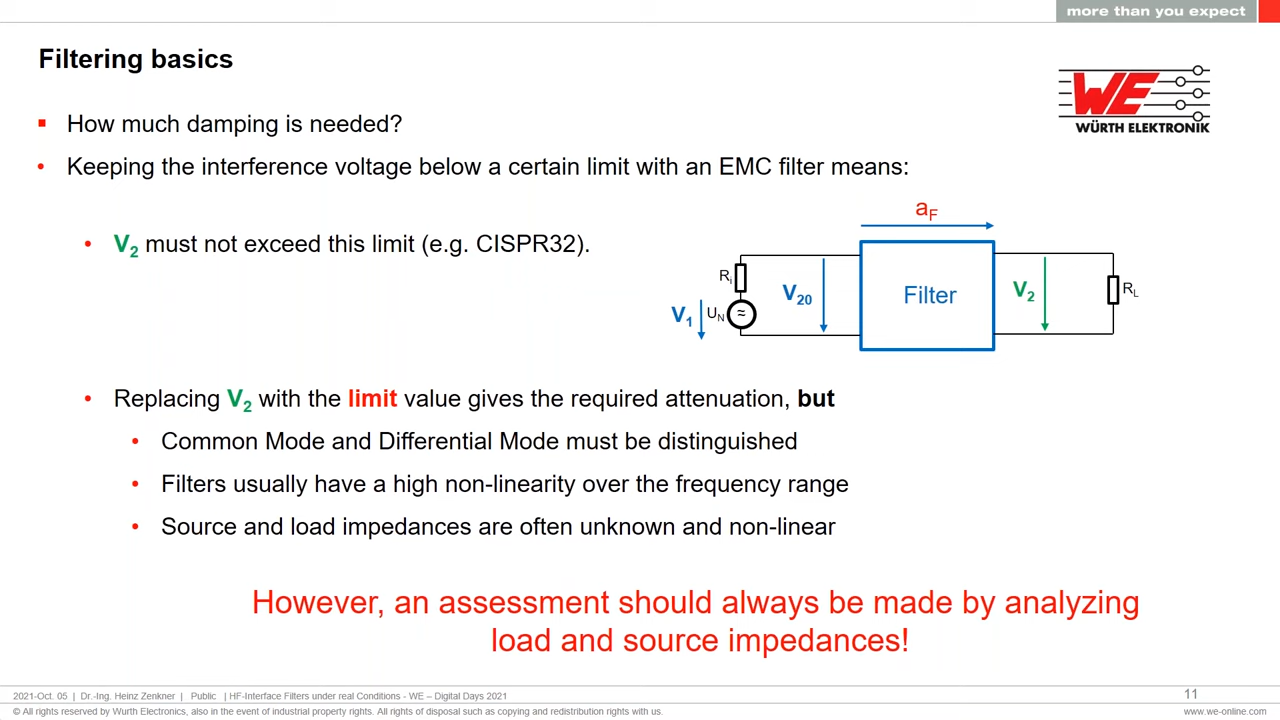 more than you expect
Filtering basics
WE
WÜRTH ELEKTRONIK
How much damping is needed?
Keeping the interference voltage below a certain limit with an EMC filter means:
V2 must not exceed this limit (e.g. CISPR32).
aF
Ri
V1
UN
≈
V20
Filter
V2
RL
Replacing V2 with the limit value gives the required attenuation, but
Common Mode and Differential Mode must be distinguished
Filters usually have a high non-linearity over the frequency range
Source and load impedances are often unknown and non-linear
However, an assessment should always be made by analyzing
load and source impedances!
2021-Oct. 05 | Dr.-Ing. Heinz Zenkner | Public | HF-Interface Filters under real Conditions - WE – Digital Days 2021
11
© All rights reserved by Wurth Electronics, also in the event of industrial property rights. All rights of disposal such as copying and redistribution rights with us.
www.we-online.com